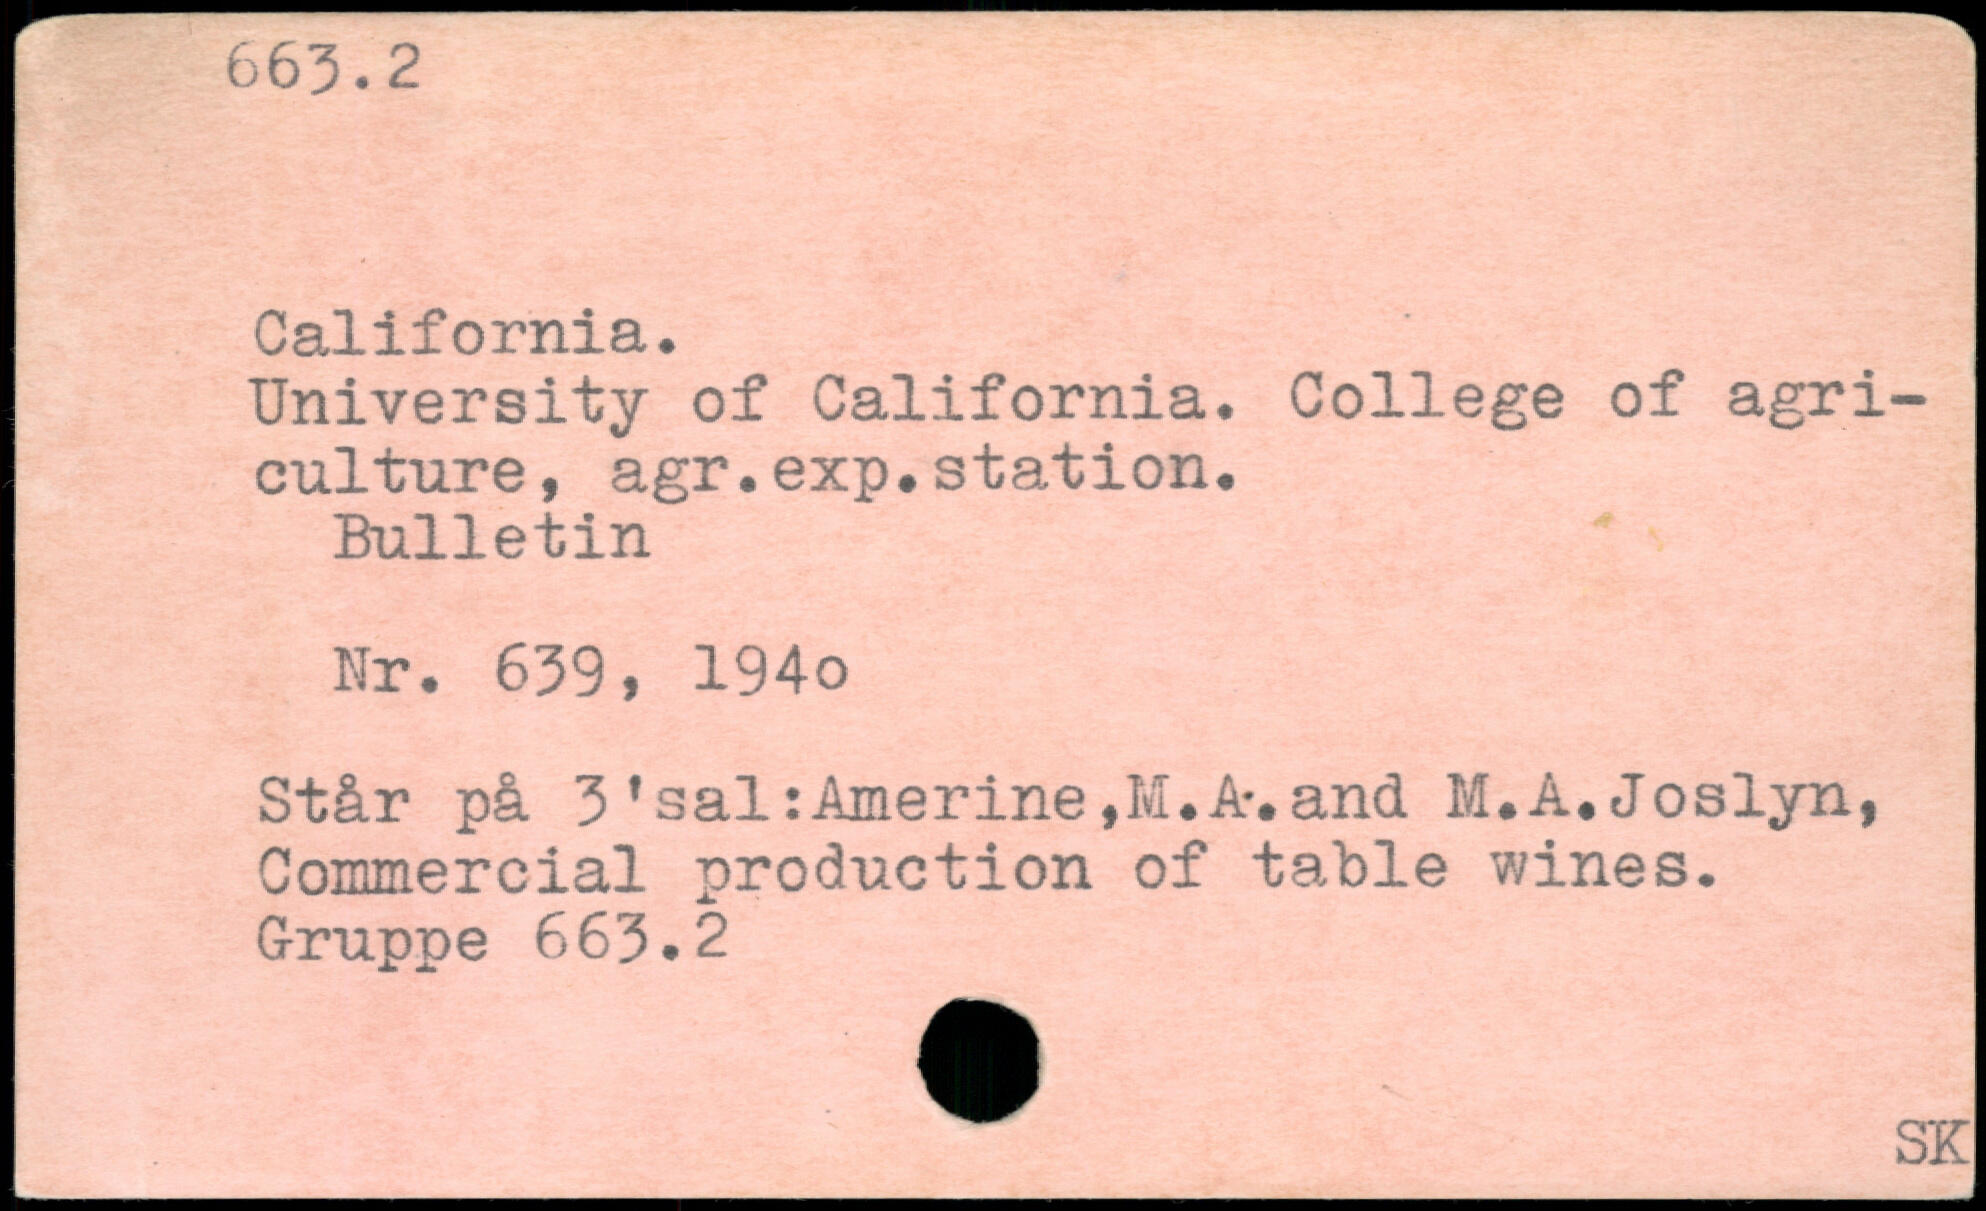 663.2
California.
University of California. College of agri-
culture, agr.exp.station.
Bulletin
Nr. 639, 194o
Står på 3'sal:Amerine,M.A.and M.A.Joslyn,
Commercial production of table wines.
Gruppe 663.2
SK